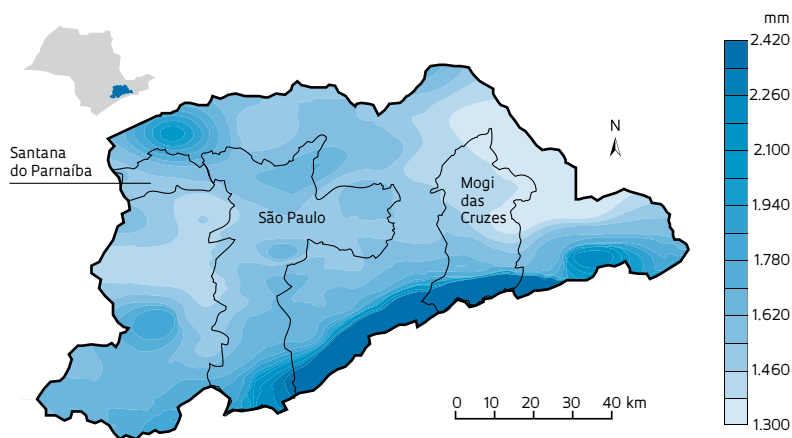 mm
2.420
2.260
2.100
1.940
1.780
1.620
1.460
1.300
N
Santana
do Parnaíba
São Paulo
Mogi
das
Cruzes
0 10 20 30 40 km